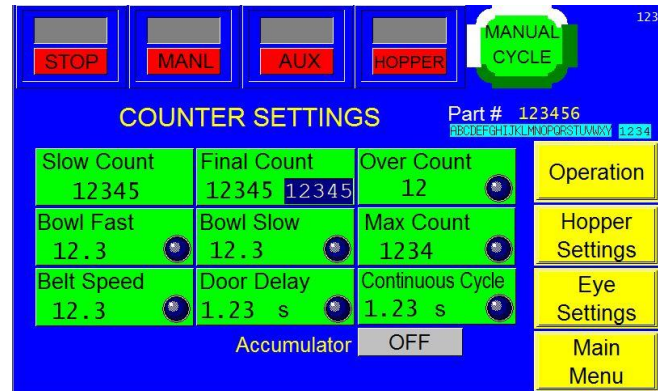 123
STOP MANL AUX HOPPER MANUAL CYCLE
COUNTER SETTINGS Part # 123456
ABCDEFGHIJKLMNOPQRSTUVWXY 1234
Slow Count Final Count Over Count
12345 12345 12345 12
Operation
Bowl Fast Bowl Slow Max Count
12.3 12.3 1234
Hopper Settings
Belt Speed Door Delay Continuous Cycle
12.3 1.23 s 1.23 s
Eye Settings
Accumulator OFF
Main Menu